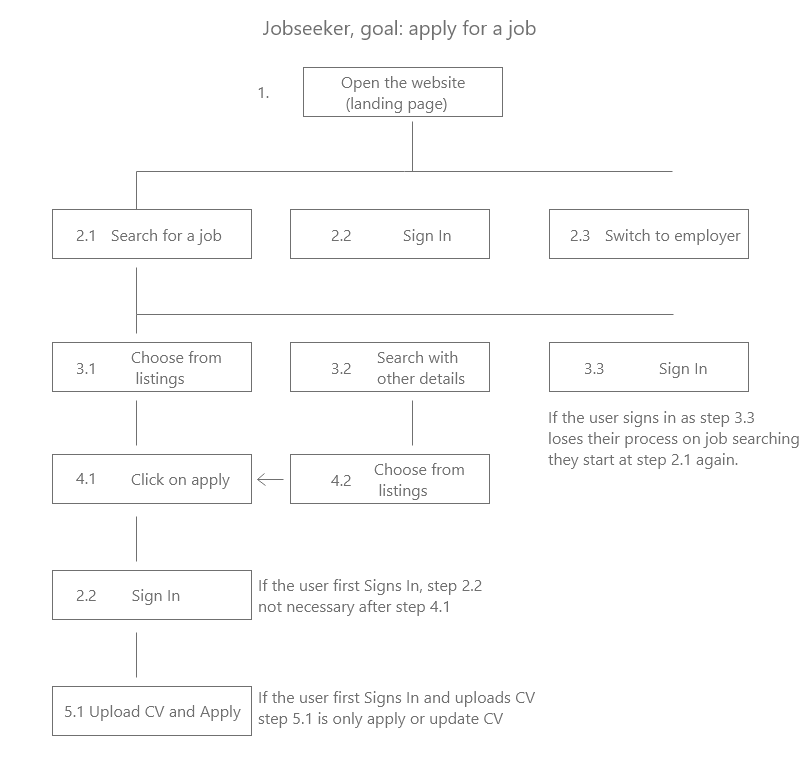 Jobseeker, goal: apply for a job
1.
Open the website
(landing page)
2.1 Search for a job
2.2 Sign In
2.3 Switch to employer
3.1 Choose from
listings
3.2 Search with
other details
3.3 Sign In
If the user signs in as step 3.3
loses their process on job searching
they start at step 2.1 again.
4.1 Click on apply
4.2 Choose from
listings
2.2 Sign In
If the user first Signs In, step 2.2
not necessary after step 4.1
5.1 Upload CV and Apply
If the user first Signs In and uploads CV
step 5.1 is only apply or update CV